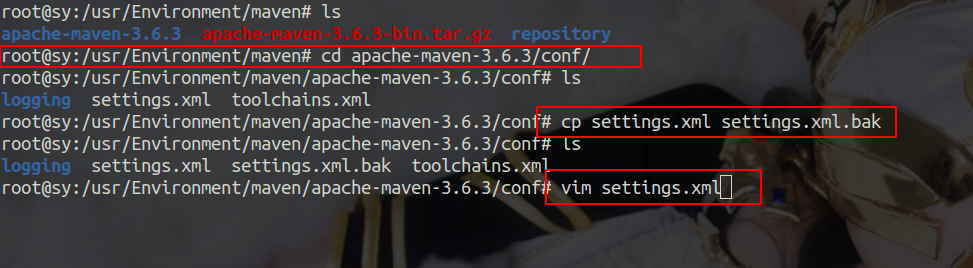 root@sy:/usr/Environment/maven# ls
apache-maven-3.6.3  apache-maven-3.6.3-bin.tar.gz  repository
root@sy:/usr/Environment/maven# cd apache-maven-3.6.3/conf/
root@sy:/usr/Environment/maven/apache-maven-3.6.3/conf# ls
logging  settings.xml  toolchains.xml
root@sy:/usr/Environment/maven/apache-maven-3.6.3/conf# cp settings.xml settings.xml.bak
root@sy:/usr/Environment/maven/apache-maven-3.6.3/conf# ls
logging  settings.xml  settings.xml.bak  toolchains.xml
root@sy:/usr/Environment/maven/apache-maven-3.6.3/conf# vim settings.xml